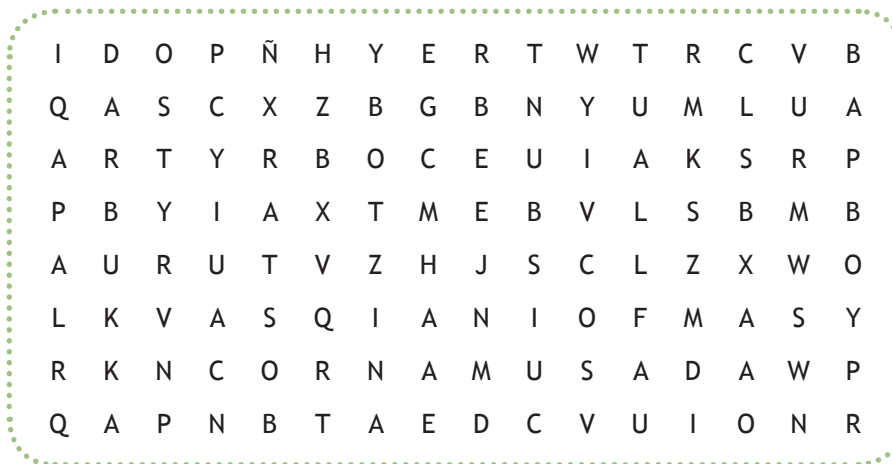 I D O P Ñ H Y E R T W T R C V B
Q A S C X Z B G B N Y U M L U A
A R T Y R B O C E U I A K S R P
P B Y I A X T M E B V L S B M B
A U R U T V Z H J S C L Z X W O
L K V A S Q I A N I O F M A S Y
R K N C O R N A M U S A D A W P
Q A P N B T A E D C V U I O N R